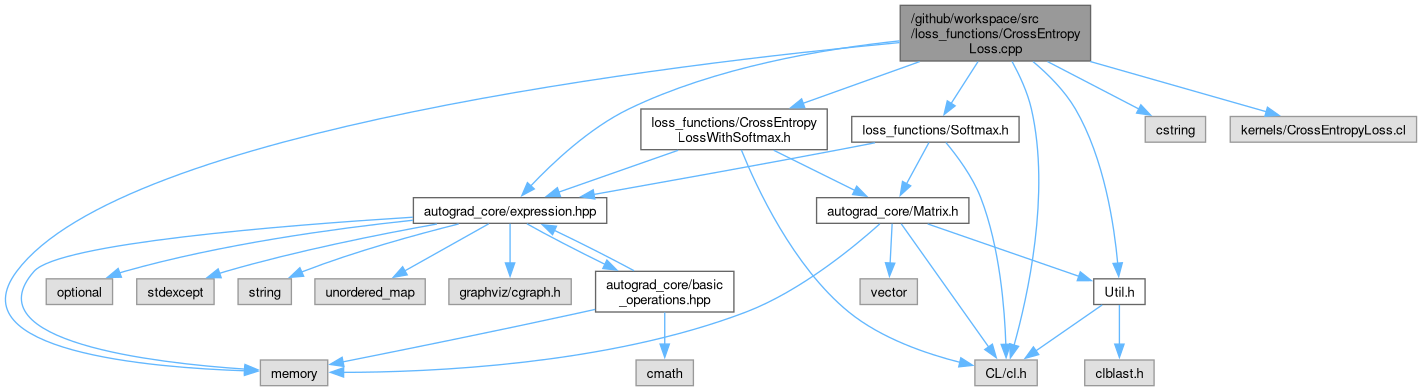 /github/workspace/src
/loss_functions/CrossEntropy
Loss.cpp
loss_functions/CrossEntropy
LossWithSoftmax.h
loss_functions/Softmax.h
cstring
kernels/CrossEntropyLoss.cl
autograd_core/expression.hpp
autograd_core/Matrix.h
optional
stdexcept
string
unordered_map
graphviz/cgraph.h
autograd_core/basic
_operations.hpp
vector
Util.h
memory
cmath
CL/cl.h
clblast.h